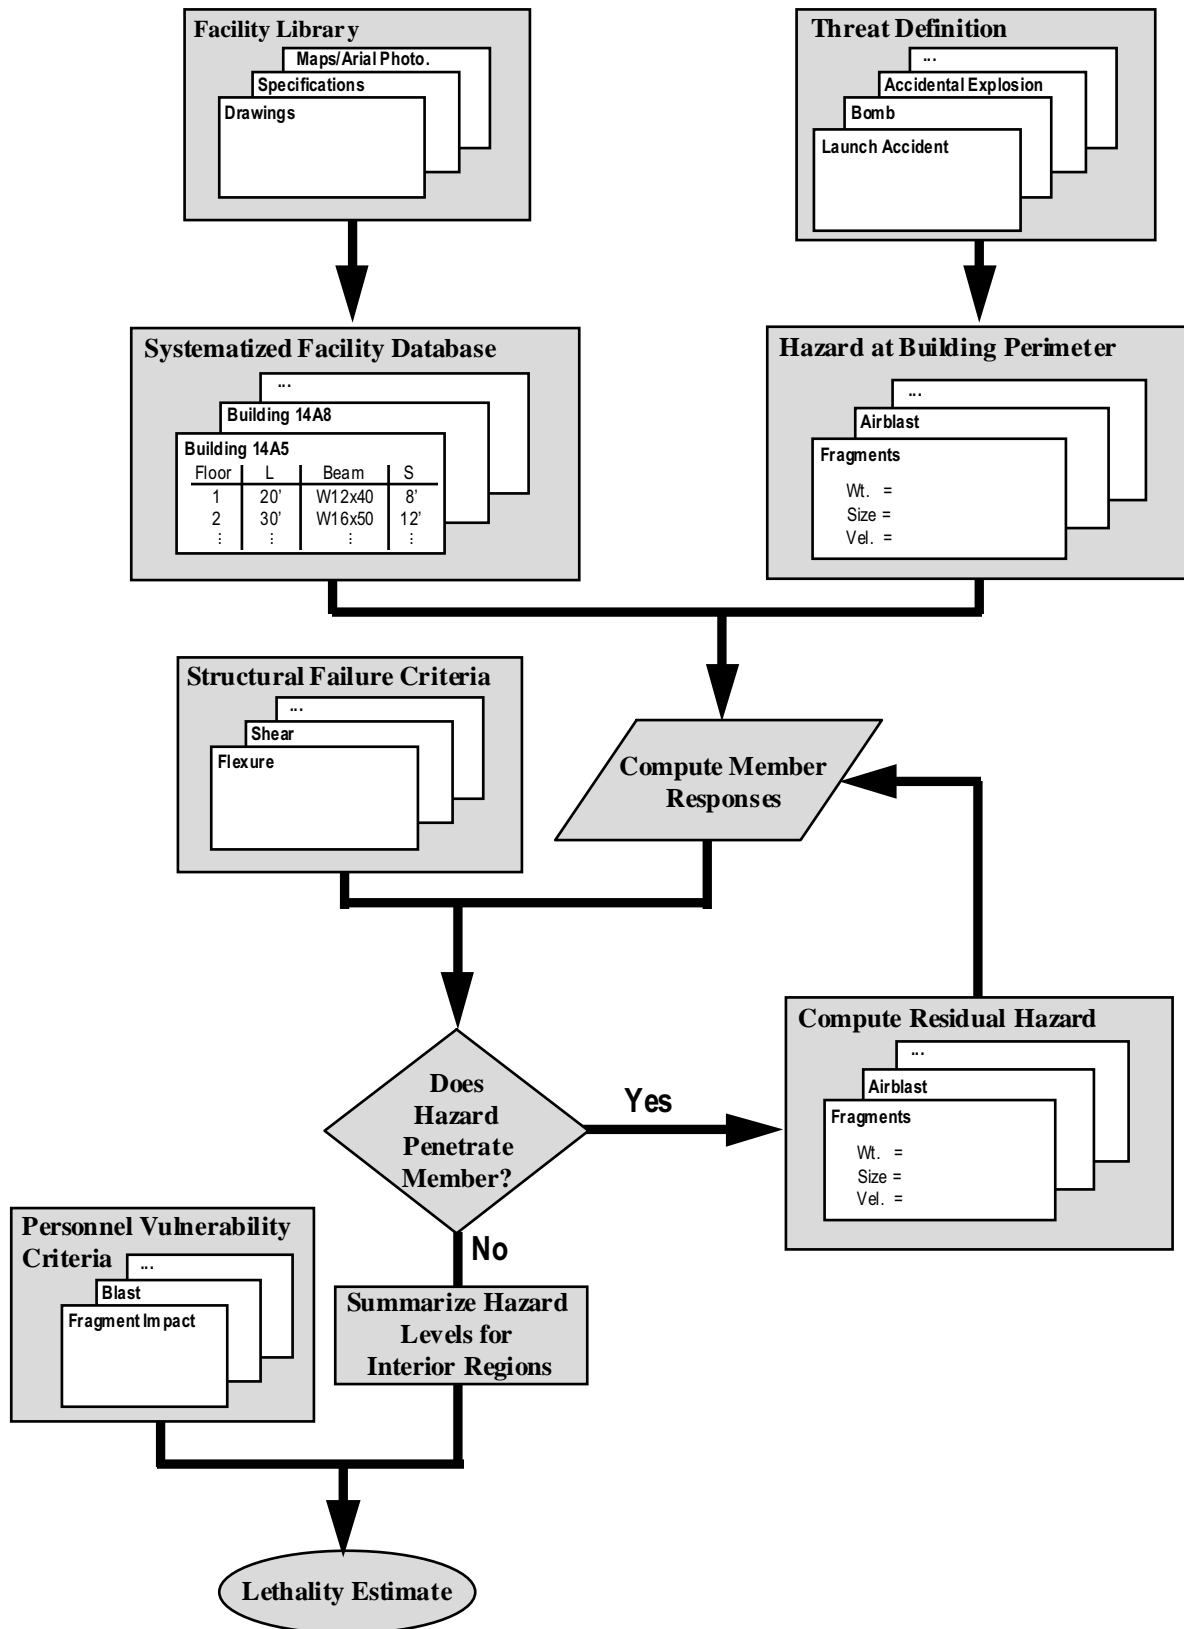 Facility Library
Maps/Arial Photo.
Specifications
Drawings
Threat Definition
...
Accidental Explosion
Bomb
Launch Accident
Systematized Facility Database
...
Building 14A8
Building 14A5
Floor L Beam S
1 20' W12x40 8'
2 30' W16x50 12'
⋮ ⋮ ⋮ ⋮
Hazard at Building Perimeter
...
Airblast
Fragments
Wt. =
Size =
Vel. =
Structural Failure Criteria
...
Shear
Flexure
Compute Member
Responses
Compute Residual Hazard
...
Airblast
Fragments
Wt. =
Size =
Vel. =
Does
Hazard
Penetrate
Member?
Yes
No
Personnel Vulnerability
Criteria
...
Blast
Fragment Impact
Summarize Hazard
Levels for
Interior Regions
Lethality Estimate